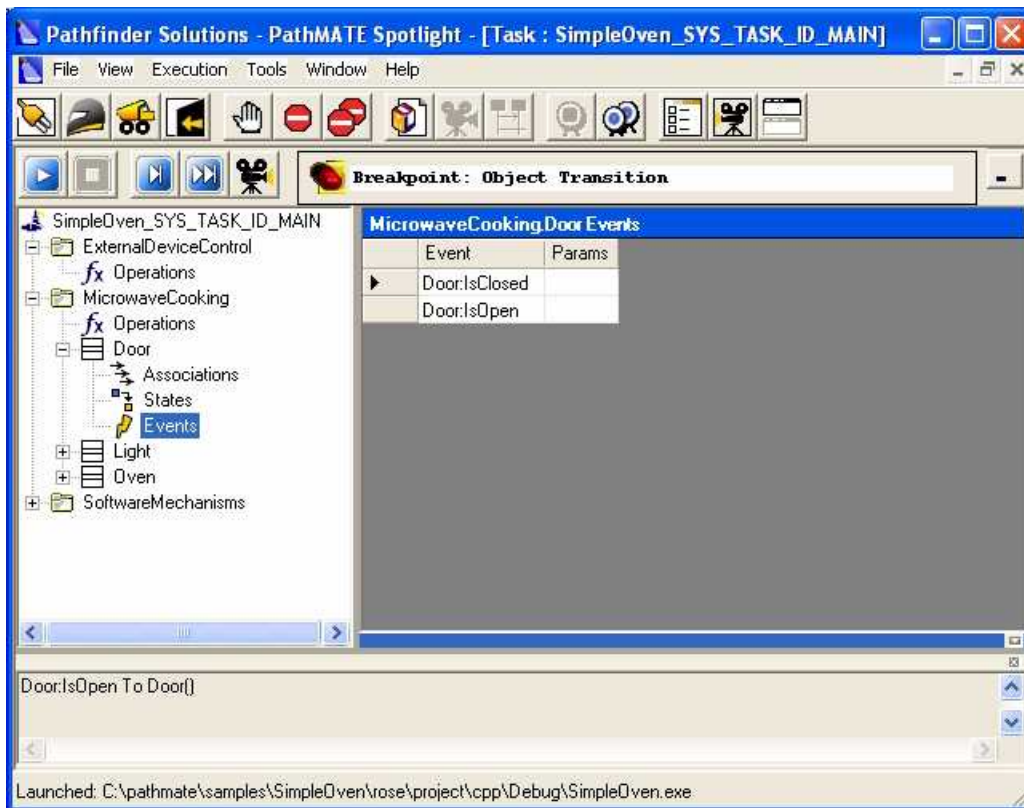 Pathfinder Solutions - PathMATE Spotlight - [Task : SimpleOven_SYS_TASK_ID_MAIN]
File View Execution Tools Window Help
Breakpoint: Object Transition
SimpleOven_SYS_TASK_ID_MAIN
ExternalDeviceControl
fx Operations
MicrowaveCooking
fx Operations
Door
Associations
States
Events
Light
Oven
SoftwareMechanisms
MicrowaveCooking.Door Events
Event Params
Door:IsClosed
Door:IsOpen
Door:IsOpen To Door()
Launched: C:\pathmate\samples\SimpleOven\rose\project\cpp\Debug\SimpleOven.exe